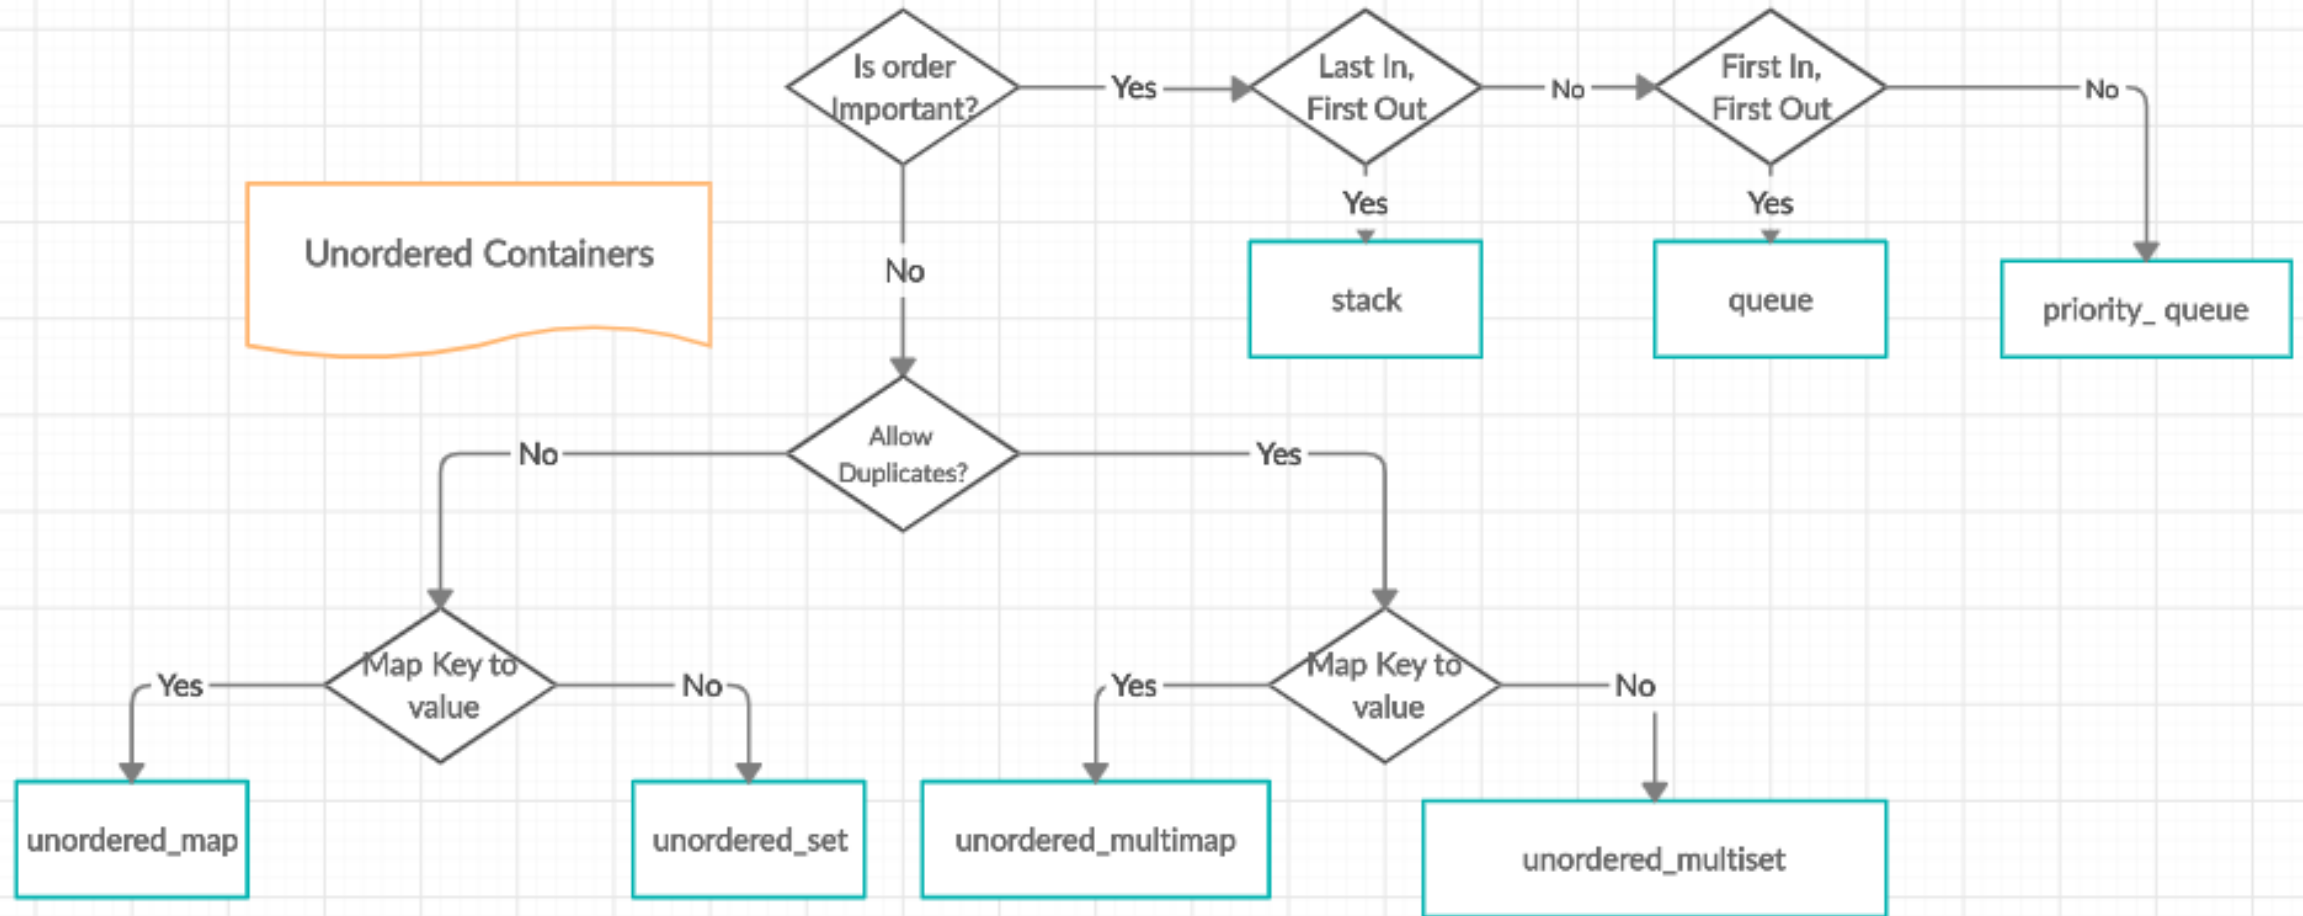 Is order
Important?
Yes
Last In,
First Out
No
First In,
First Out
No
Unordered Containers
No
Yes
stack
Yes
queue
priority_ queue
Allow
Duplicates?
No
Yes
Map Key to
value
Yes
No
Map Key to
value
Yes
No
unordered_map
unordered_set
unordered_multimap
unordered_multiset